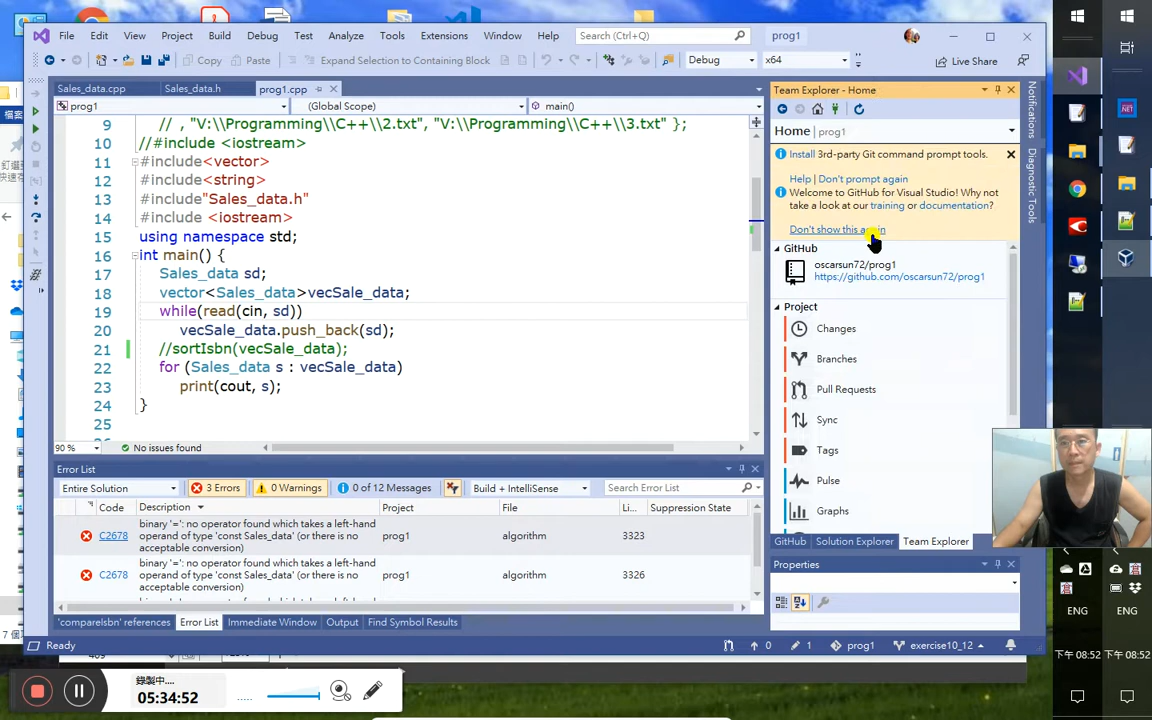 File Edit View Project Build Debug Test Analyze Tools Extensions Window Help Search (Ctrl+Q) prog1
Copy Paste Expand Selection to Containing Block Debug x64 Live Share
Sales_data.cpp Sales_data.h prog1.cpp
prog1 (Global Scope) main()
9 // , "V:\\Programming\\C++\\2.txt", "V:\\Programming\\C++\\3.txt" };
10 //#include <iostream>
11 #include<vector>
12 #include<string>
13 #include"Sales_data.h"
14 #include <iostream>
15 using namespace std;
16 int main() {
17 Sales_data sd;
18 vector<Sales_data>vecSale_data;
19 while(read(cin, sd))
20 vecSale_data.push_back(sd);
21 //sortIsbn(vecSale_data);
22 for (Sales_data s : vecSale_data)
23 print(cout, s);
24 }
25
90 % No issues found
Error List
Entire Solution 3 Errors 0 Warnings 0 of 12 Messages Build + IntelliSense Search Error List
Code Description Project File Li... Suppression State
C2678 binary '=': no operator found which takes a left-hand operand of type 'const Sales_data' (or there is no acceptable conversion) prog1 algorithm 3323
C2678 binary '=': no operator found which takes a left-hand operand of type 'const Sales_data' (or there is no acceptable conversion) prog1 algorithm 3326
'compareIsbn' references Error List Immediate Window Output Find Symbol Results
Ready 0 1 prog1 exercise10_12
Team Explorer - Home
Home | prog1
Install 3rd-party Git command prompt tools.
Help | Don't prompt again
Welcome to GitHub for Visual Studio! Why not
take a look at our training or documentation?
Don't show this again
GitHub
oscarsun72/prog1
https://github.com/oscarsun72/prog1
Project
Changes
Branches
Pull Requests
Sync
Tags
Pulse
Graphs
GitHub Solution Explorer Team Explorer
Properties
Notifications
Diagnostic Tools
ENG ENG
下午 08:52 下午 08:52
錄製中...
05:34:52